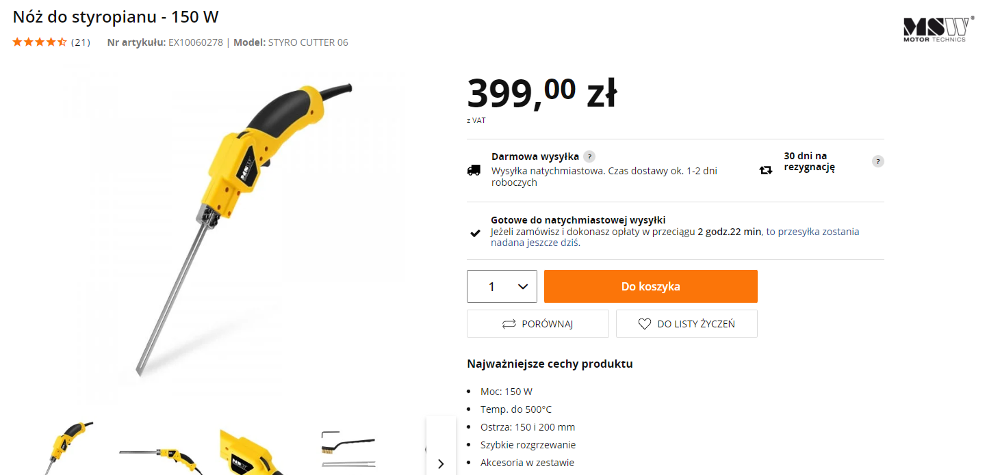 Nóż do styropianu - 150 W
(21) Nr artykułu: EX10060278 | Model: STYRO CUTTER 06
MSW®
MOTOR TECHNICS
399,00 zł
z VAT
MSW
Darmowa wysyłka ?
Wysyłka natychmiastowa. Czas dostawy ok. 1-2 dni
roboczych
30 dni na
rezygnację
?
Gotowe do natychmiastowej wysyłki
Jeżeli zamówisz i dokonasz opłaty w przeciągu 2 godz.22 min, to przesyłka zostania
nadana jeszcze dziś.
1
Do koszyka
PORÓWNAJ
DO LISTY ŻYCZEŃ
Najważniejsze cechy produktu
Moc: 150 W
Temp. do 500°C
Ostrza: 150 i 200 mm
Szybkie rozgrzewanie
Akcesoria w zestawie
MSW